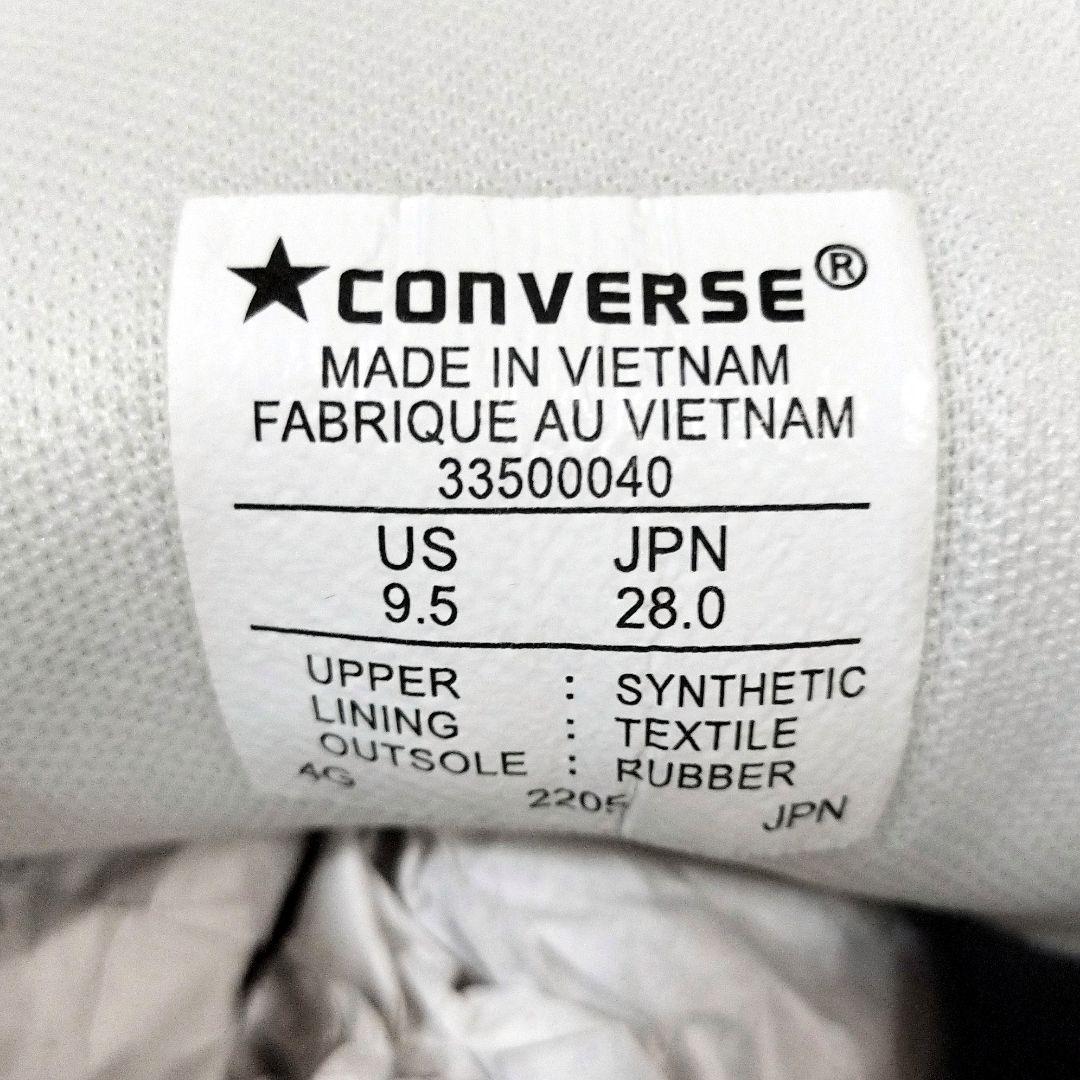 ★CONVERSE®
MADE IN VIETNAM
FABRIQUE AU VIETNAM
33500040
US JPN
9.5 28.0
UPPER : SYNTHETIC
LINING : TEXTILE
OUTSOLE : RUBBER
4G 2205 JPN